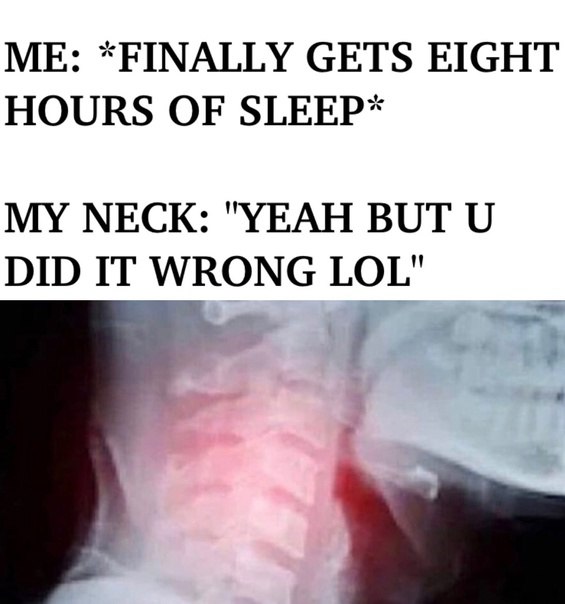 ME: *FINALLY GETS EIGHT
HOURS OF SLEEP*
MY NECK: "YEAH BUT U
DID IT WRONG LOL"